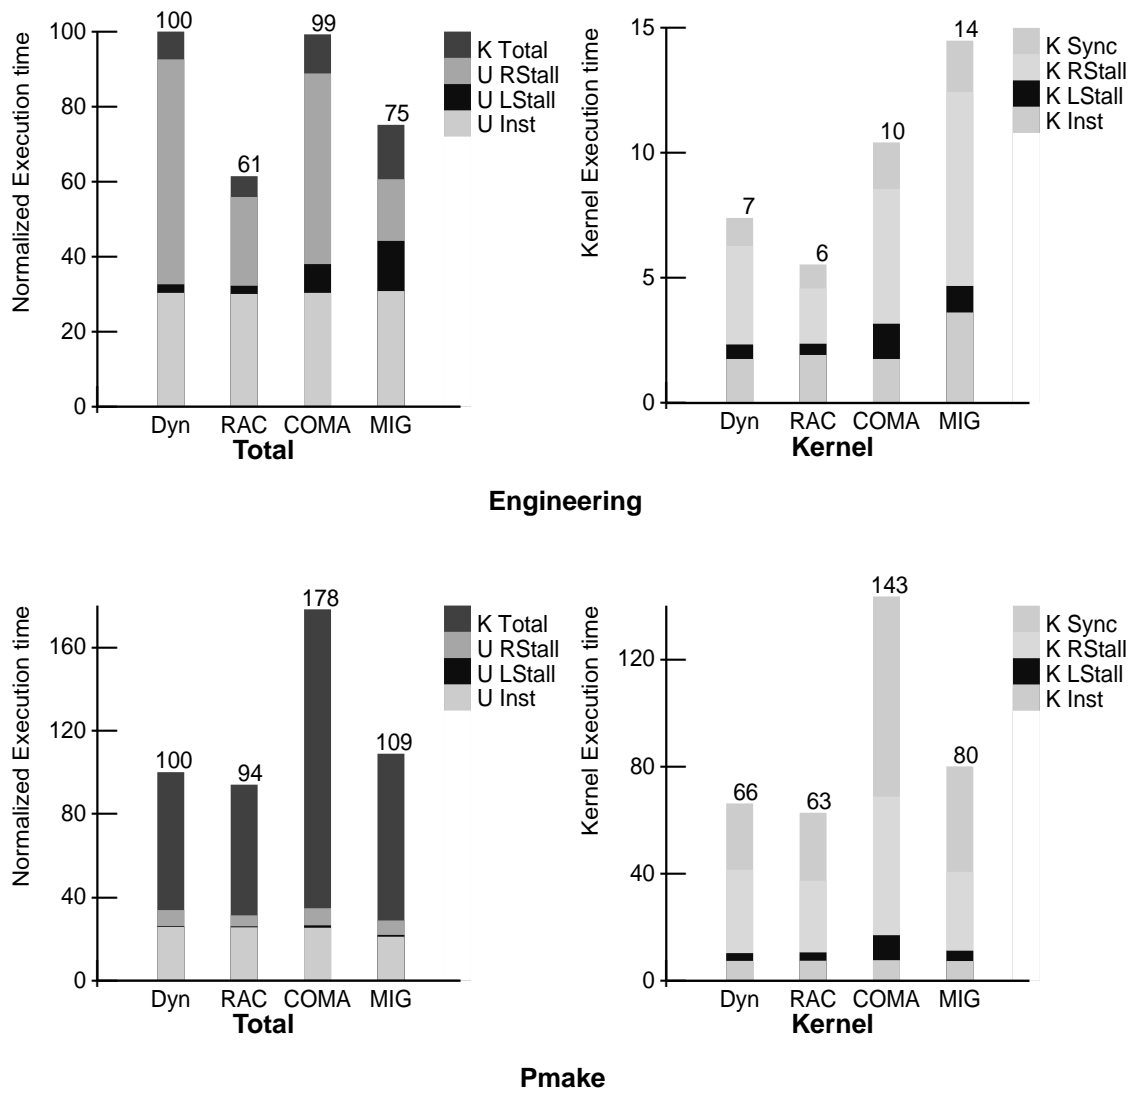 Normalized Execution time
100
80
60
40
20
0
100
61
99
75
K Total
U RStall
U LStall
U Inst
Dyn RAC COMA MIG
Total
Kernel Execution time
15
10
5
0
7
6
10
14
K Sync
K RStall
K LStall
K Inst
Dyn RAC COMA MIG
Kernel
Engineering
Normalized Execution time
160
120
80
40
0
100
94
178
109
K Total
U RStall
U LStall
U Inst
Dyn RAC COMA MIG
Total
Kernel Execution time
120
80
40
0
66
63
143
80
K Sync
K RStall
K LStall
K Inst
Dyn RAC COMA MIG
Kernel
Pmake